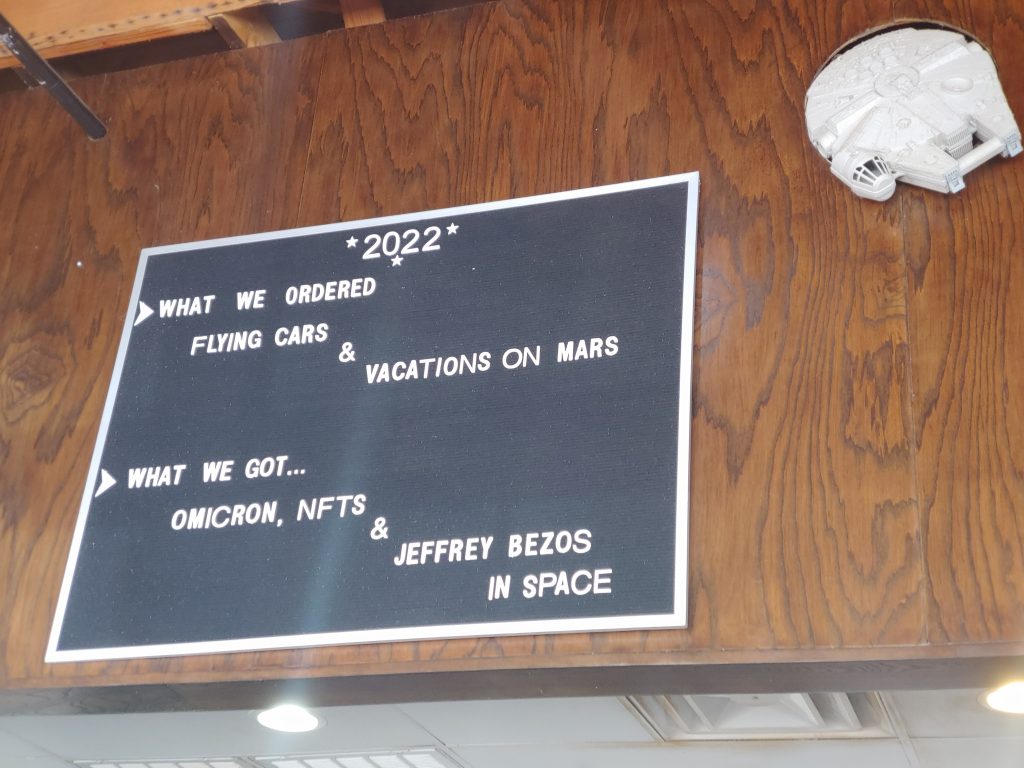 ★2022★
★
➤WHAT WE ORDERED
FLYING CARS
&
VACATIONS ON MARS
➤WHAT WE GOT...
OMICRON, NFTS
&
JEFFREY BEZOS
IN SPACE